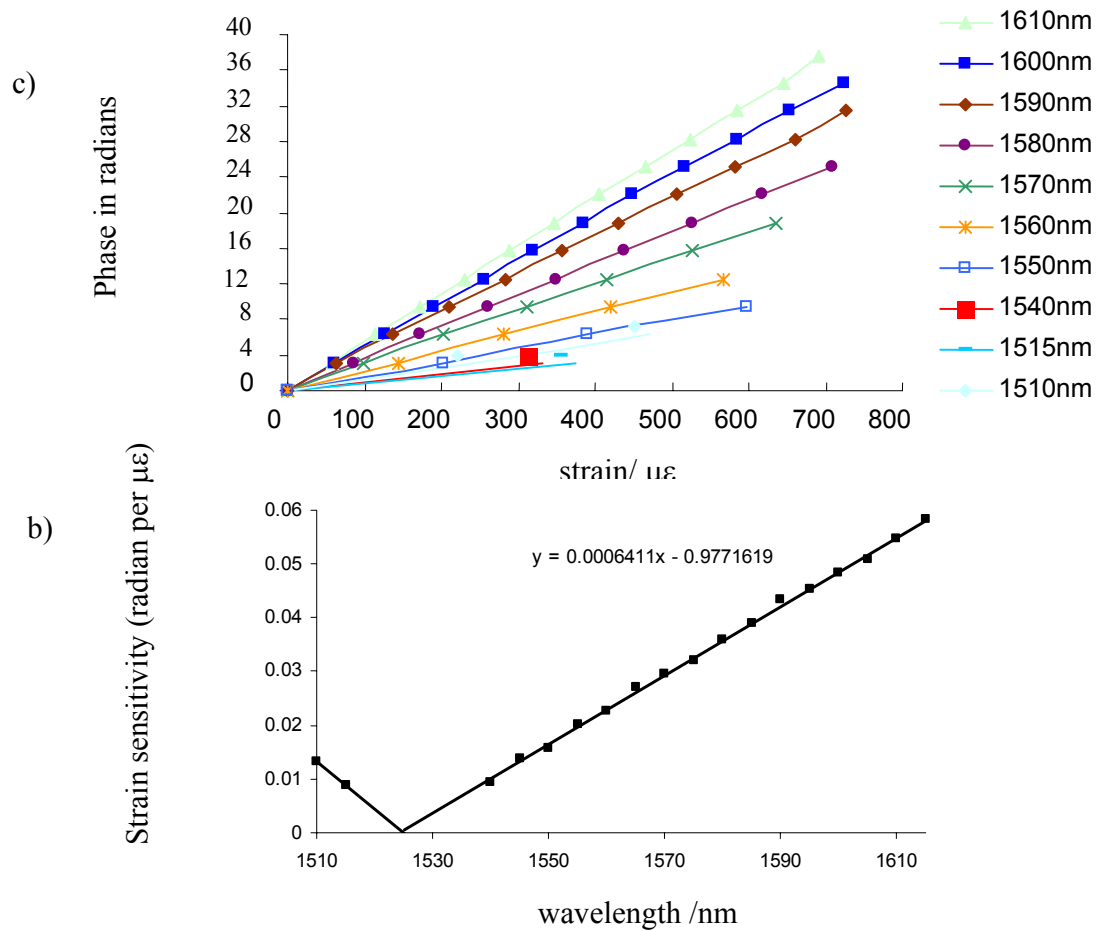 c)
Phase in radians
40
36
32
28
24
20
16
12
8
4
0
0 100 200 300 400 500 600 700 800
strain/ µε
1610nm
1600nm
1590nm
1580nm
1570nm
1560nm
1550nm
1540nm
1515nm
1510nm
b)
Strain sensitivity (radian per µε)
0.06
0.05
0.04
0.03
0.02
0.01
0
y = 0.0006411x - 0.9771619
1510 1530 1550 1570 1590 1610
wavelength /nm